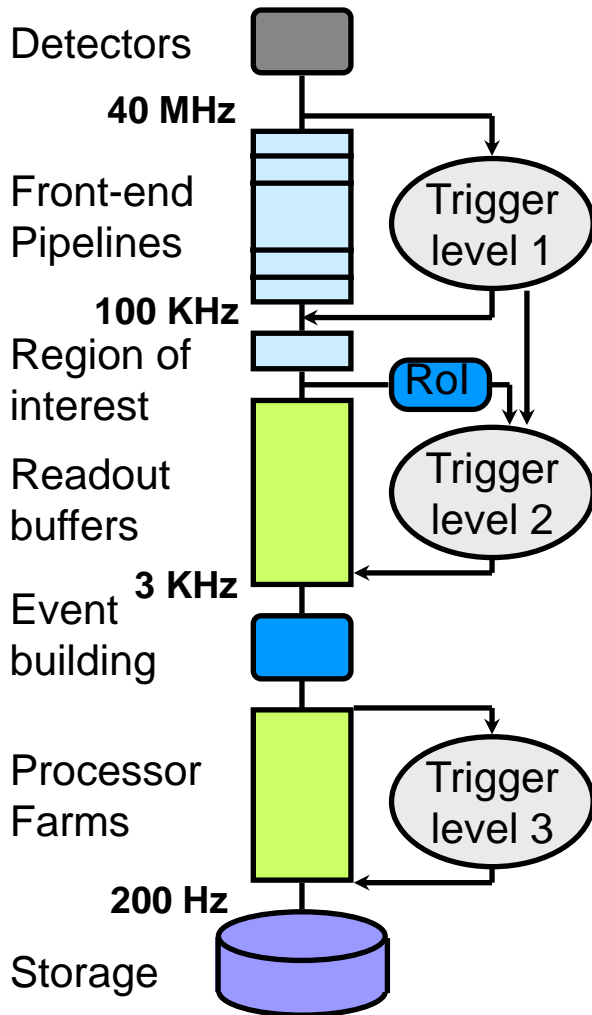 Detectors
40 MHz
Front-end
Pipelines
Trigger
level 1
100 KHz
Region of
interest
RoI
Readout
buffers
Trigger
level 2
3 KHz
Event
building
Processor
Farms
Trigger
level 3
200 Hz
Storage